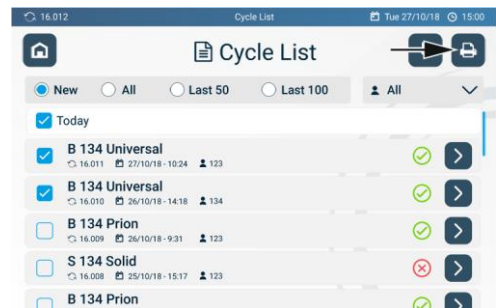 16.012 Cycle List Tue 27/10/18 15:00
Cycle List
New All Last 50 Last 100 All
Today
B 134 Universal
16.011 27/10/18 - 10:24 123
B 134 Universal
16.010 26/10/18 - 14:18 134
B 134 Prion
16.009 26/10/18 - 9:31 123
S 134 Solid
16.008 25/10/18 - 15:17 123
B 134 Prion